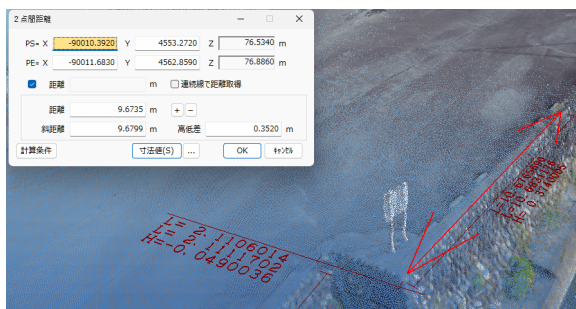 2点間距離
PS= X -90010.3920 Y 4553.2720 Z 76.5340 m
PE= X -90011.6830 Y 4562.8590 Z 76.8860 m
距離 m 連続線で距離取得
距離 9.6735 m + −
斜距離 9.6799 m 高低差 0.3520 m
計算条件 寸法値(S) ... OK キャンセル
L= 2.1106014
L= 2.1111702
H=-0.0490036